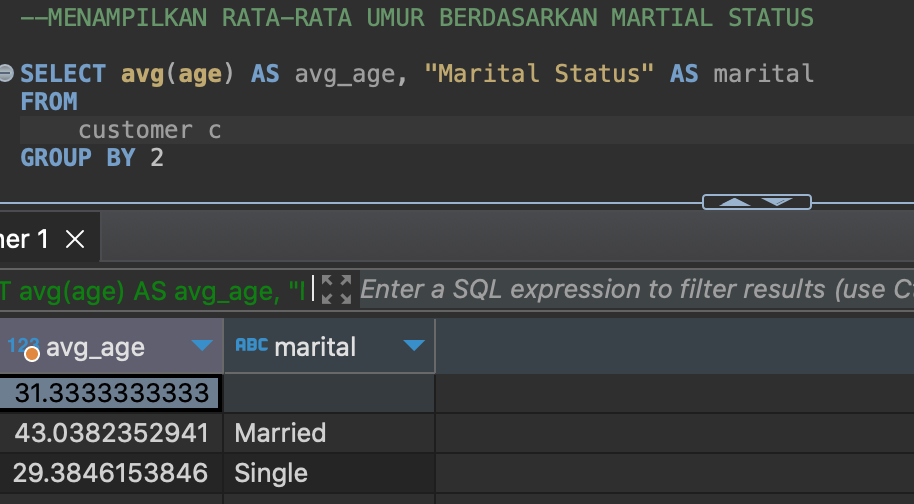 --MENAMPILKAN RATA-RATA UMUR BERDASARKAN MARTIAL STATUS
SELECT avg(age) AS avg_age, "Marital Status" AS marital
FROM
customer c
GROUP BY 2
ner 1
T avg(age) AS avg_age, "I
Enter a SQL expression to filter results (use C
123 avg_age ABC marital
31.3333333333
43.0382352941 Married
29.3846153846 Single